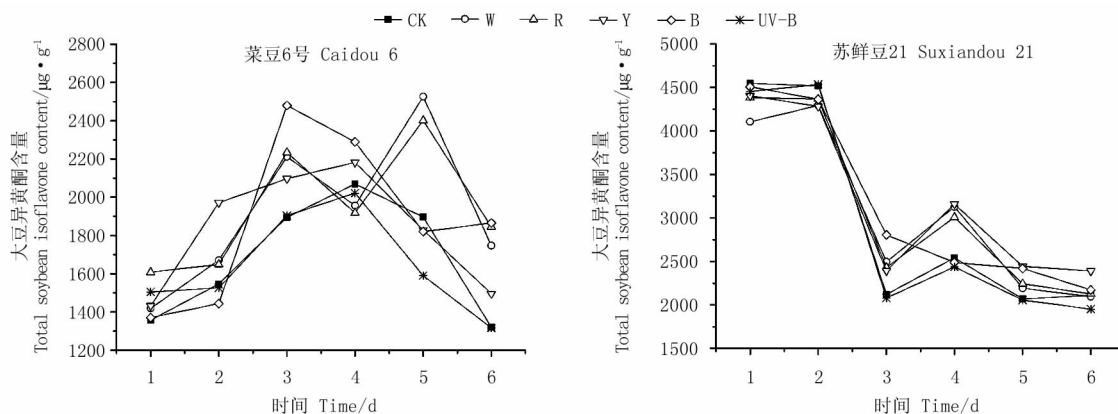 CK W R Y B UV-B
菜豆6号 Caidou 6
大豆异黄酮含量
Total soybean isoflavone content/μg·g⁻¹
2800
2600
2400
2200
2000
1800
1600
1400
1200
1 2 3 4 5 6
时间 Time/d
苏鲜豆21 Suxiandou 21
大豆异黄酮含量
Total soybean isoflavone content/μg·g⁻¹
5000
4500
4000
3500
3000
2500
2000
1500
1 2 3 4 5 6
时间 Time/d